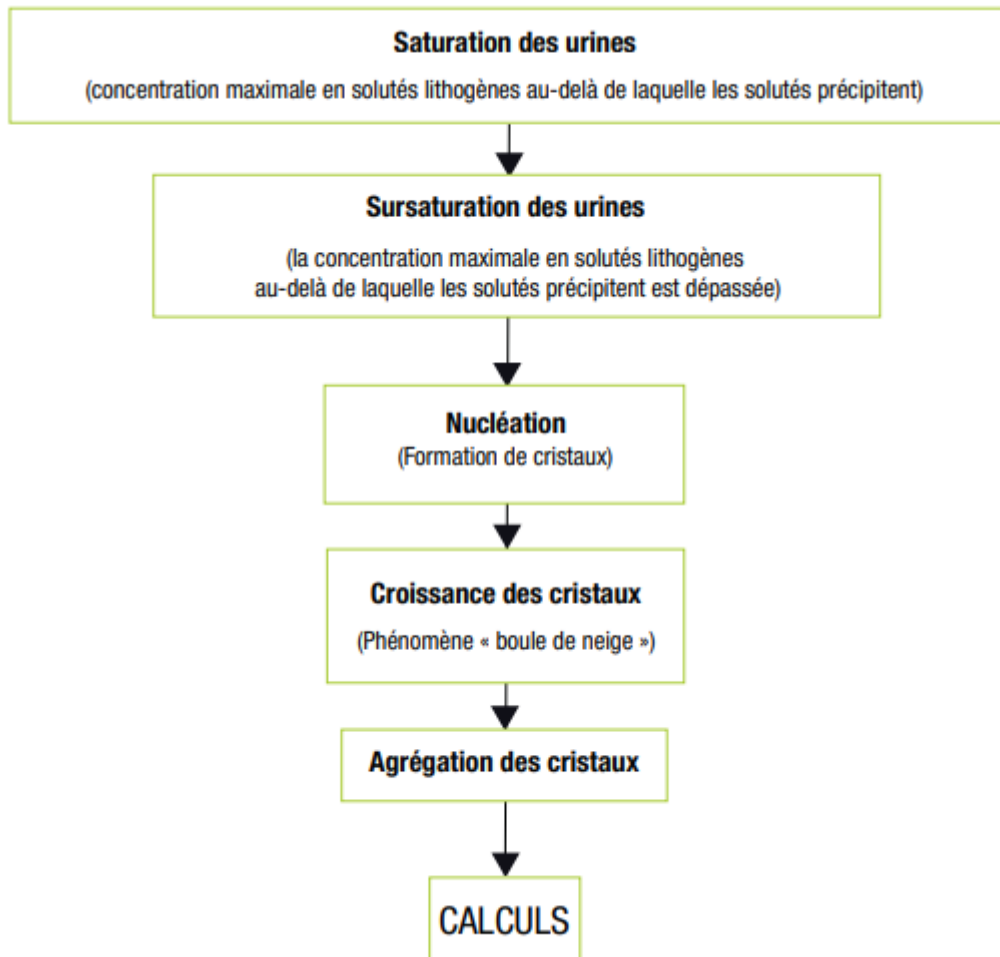 Saturation des urines
(concentration maximale en solutés lithogènes au-delà de laquelle les solutés précipitent)
Sursaturation des urines
(la concentration maximale en solutés lithogènes
au-delà de laquelle les solutés précipitent est dépassée)
Nucléation
(Formation de cristaux)
Croissance des cristaux
(Phénomène « boule de neige »)
Agrégation des cristaux
CALCULS